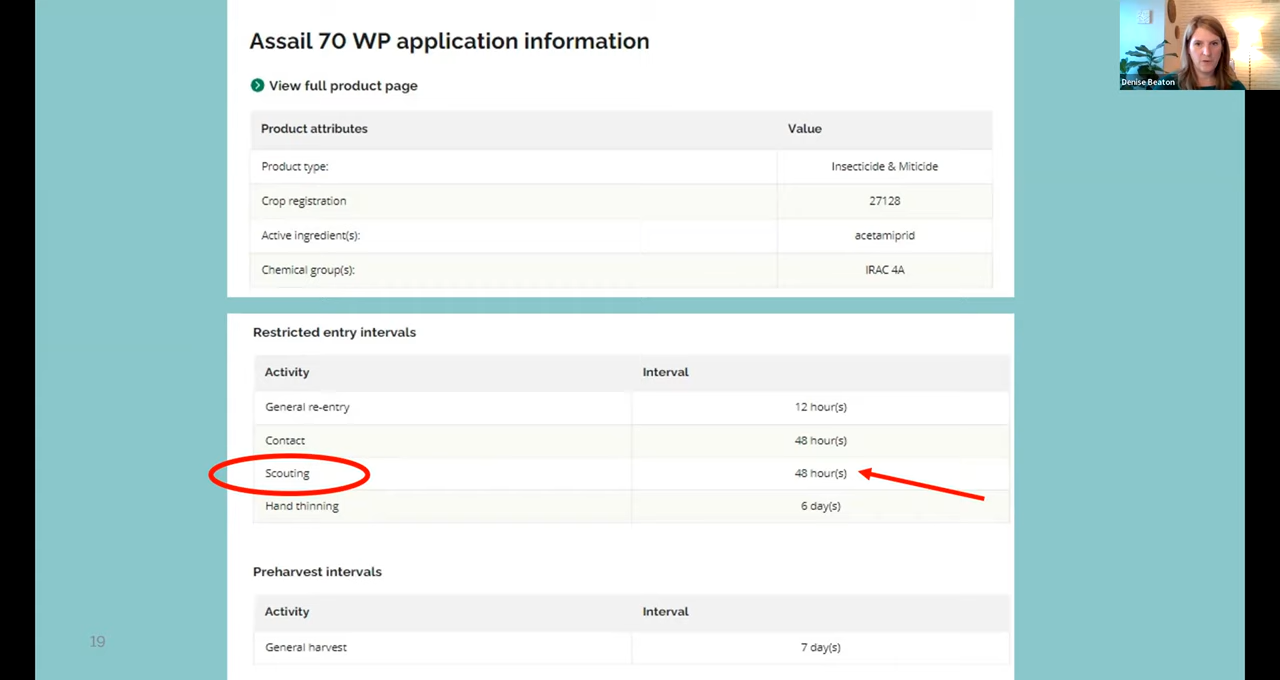 Assail 70 WP application information
View full product page
Product attributes Value
Product type: Insecticide & Miticide
Crop registration 27128
Active ingredient(s): acetamiprid
Chemical group(s): IRAC 4A
Restricted entry intervals
Activity Interval
General re-entry 12 hour(s)
Contact 48 hour(s)
Scouting 48 hour(s)
Hand thinning 6 day(s)
Preharvest intervals
Activity Interval
General harvest 7 day(s)
19
Denise Beaton